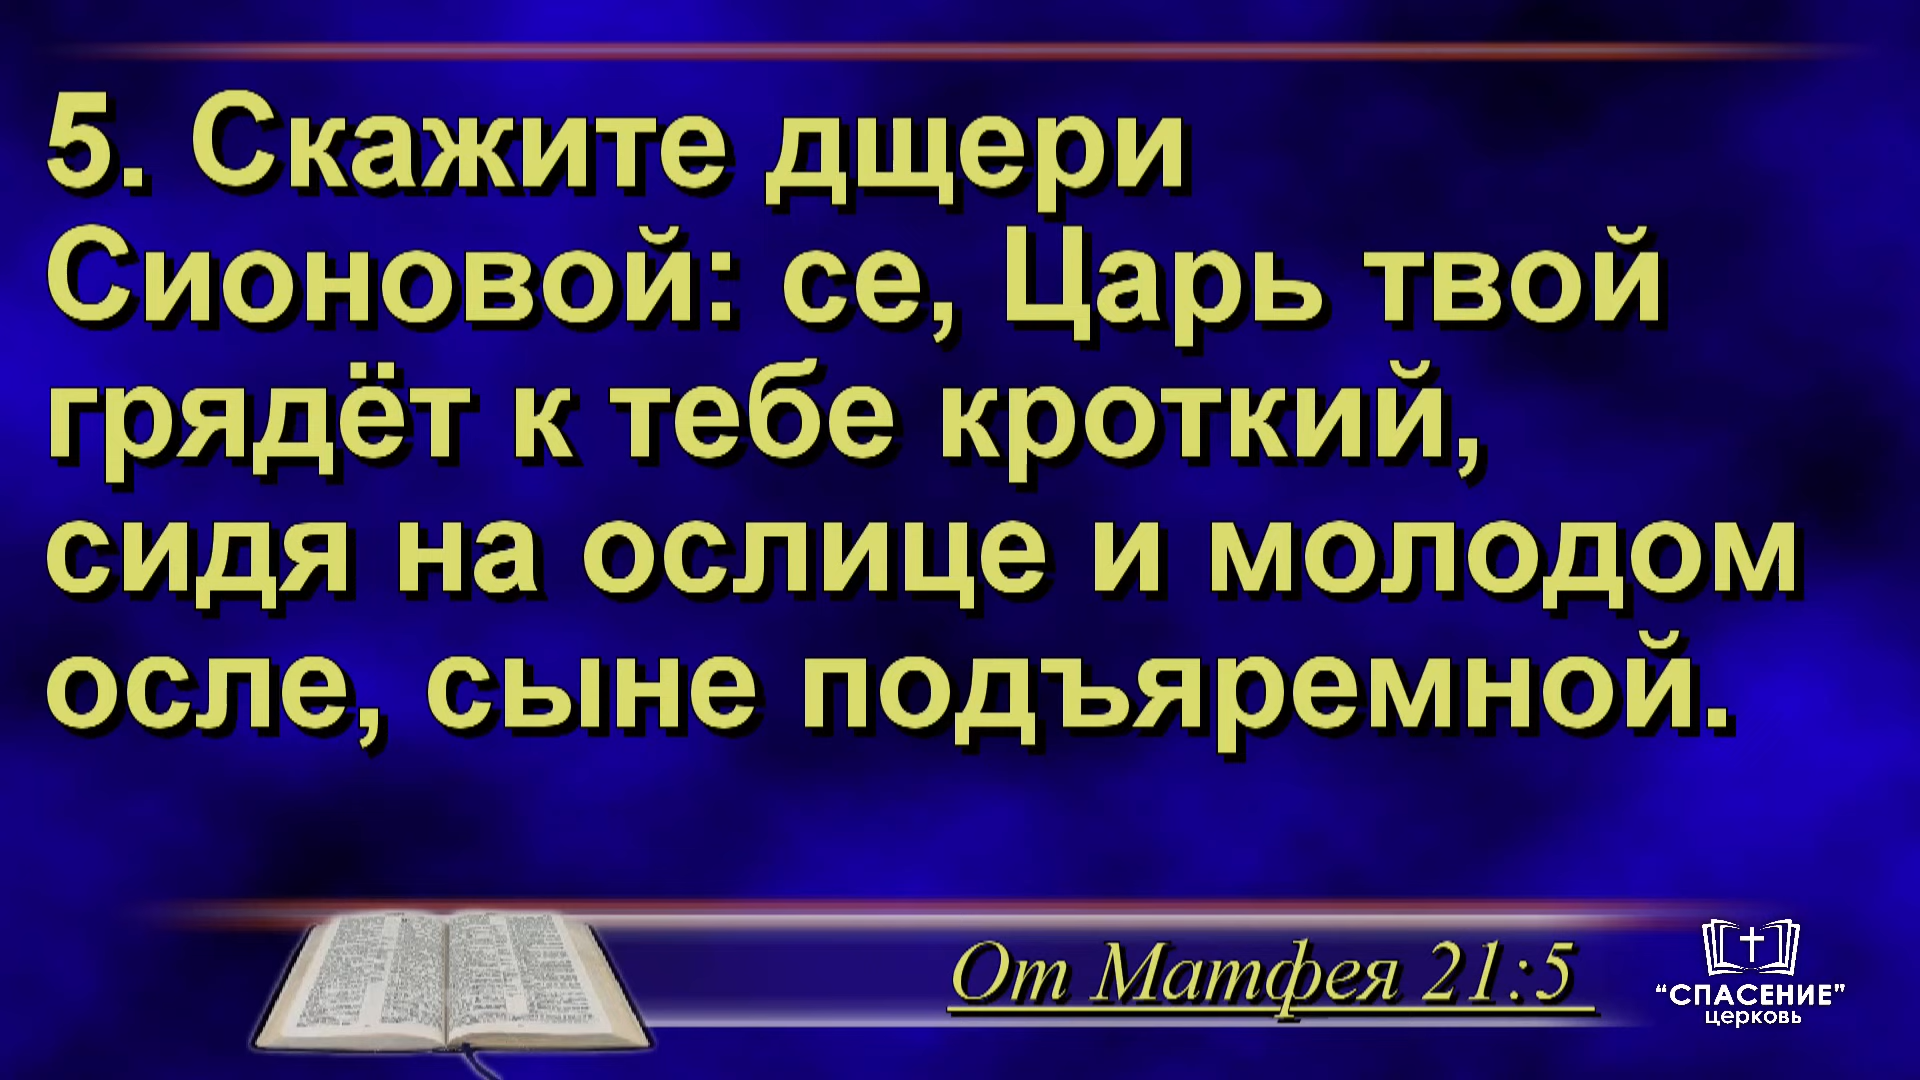 5. Скажите дщери
Сионовой: се, Царь твой
грядёт к тебе кроткий,
сидя на ослице и молодом
осле, сыне подъяремной.
От Матфея 21:5
“СПАСЕНИЕ”
церковь